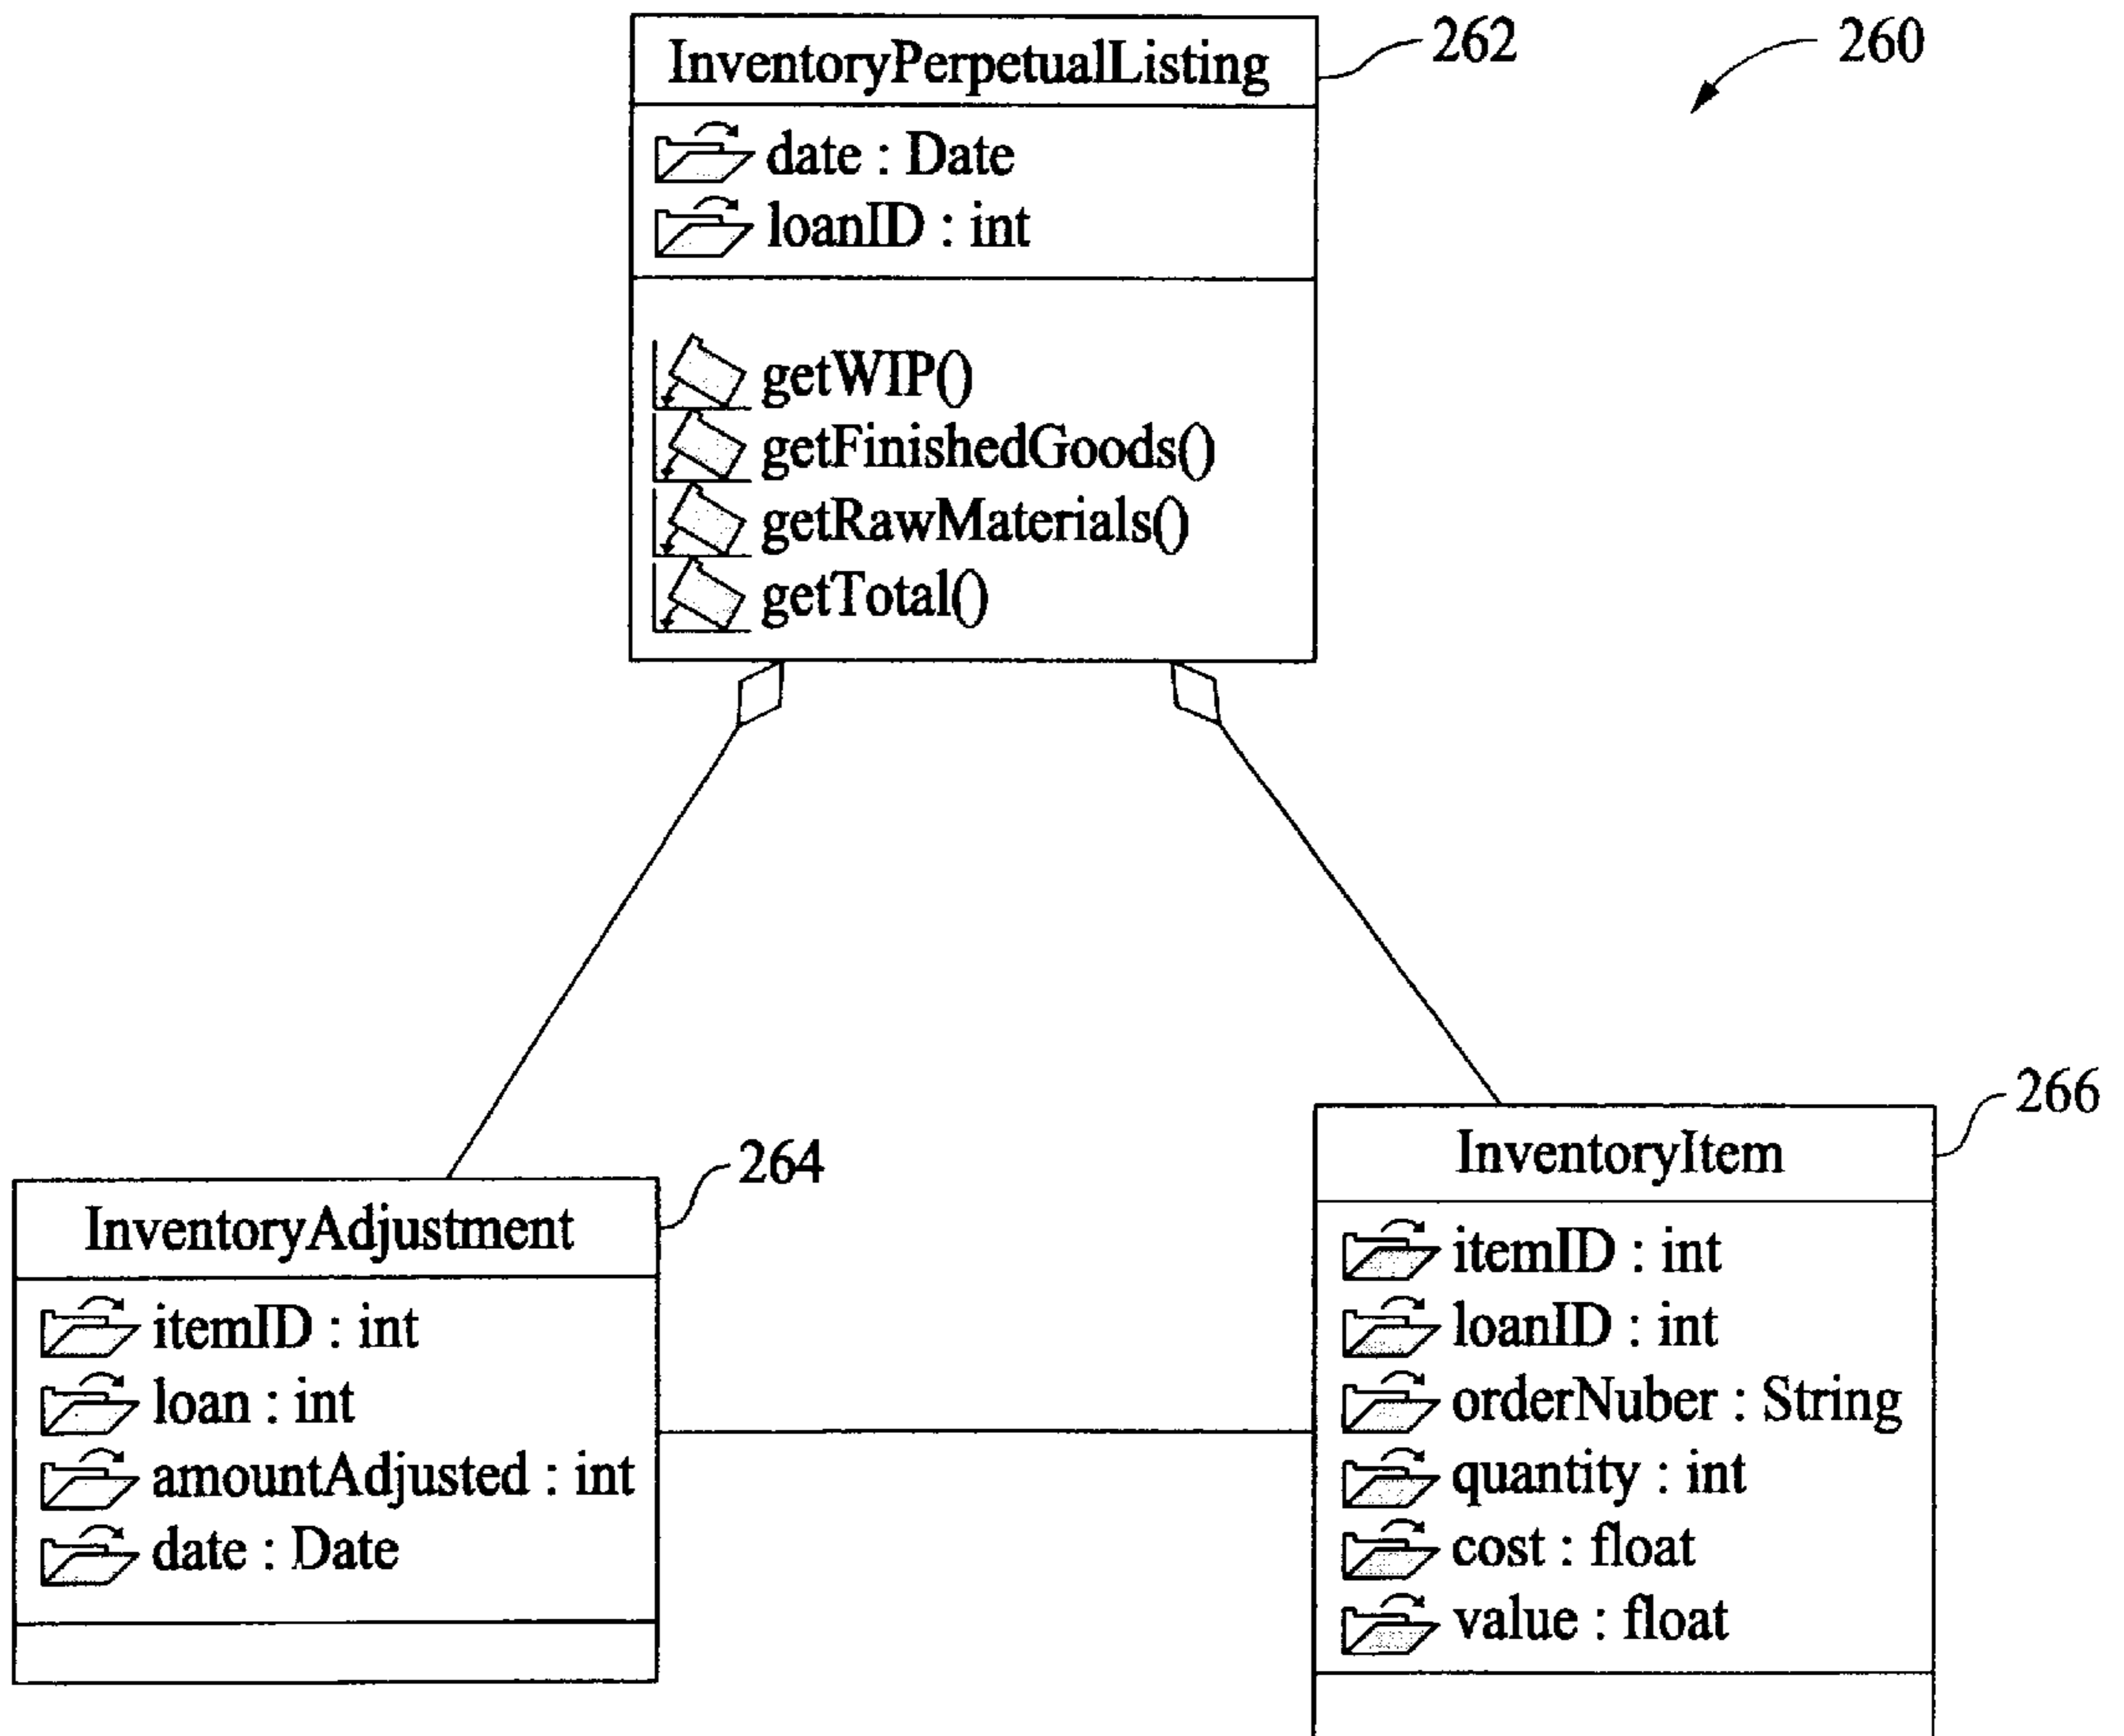 262
260
InventoryPerpetualListing
date : Date
loanID : int
getWIP()
getFinishedGoods()
getRawMaterials()
getTotal()
264
InventoryAdjustment
itemID : int
loan : int
amountAdjusted : int
date : Date
266
InventoryItem
itemID : int
loanID : int
orderNuber : String
quantity : int
cost : float
value : float